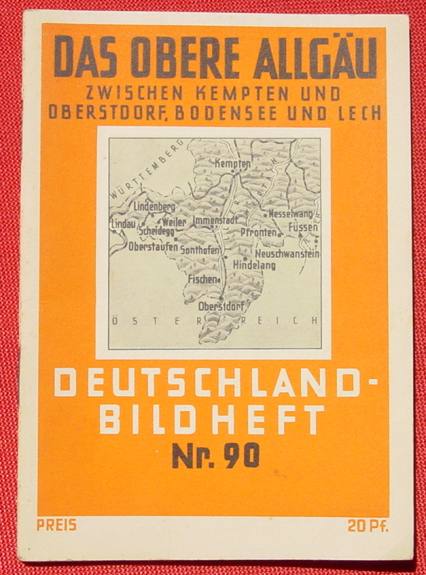 DAS OBERE ALLGÄU
ZWISCHEN KEMPTEN UND
OBERSTDORF, BODENSEE UND LECH
WÜRTTEMBERG
Kempten
Lindenberg
Nesselwang
Lindau
Weiler
Immenstadt
Füssen
Scheidegg
Pfronten
Oberstaufen
Sonthofen
Neuschwanstein
Hindelang
Fischen
Oberstdorf
ÖSTERREICH
DEUTSCHLAND-
BILDHEFT
Nr. 90
PREIS
20 Pf.